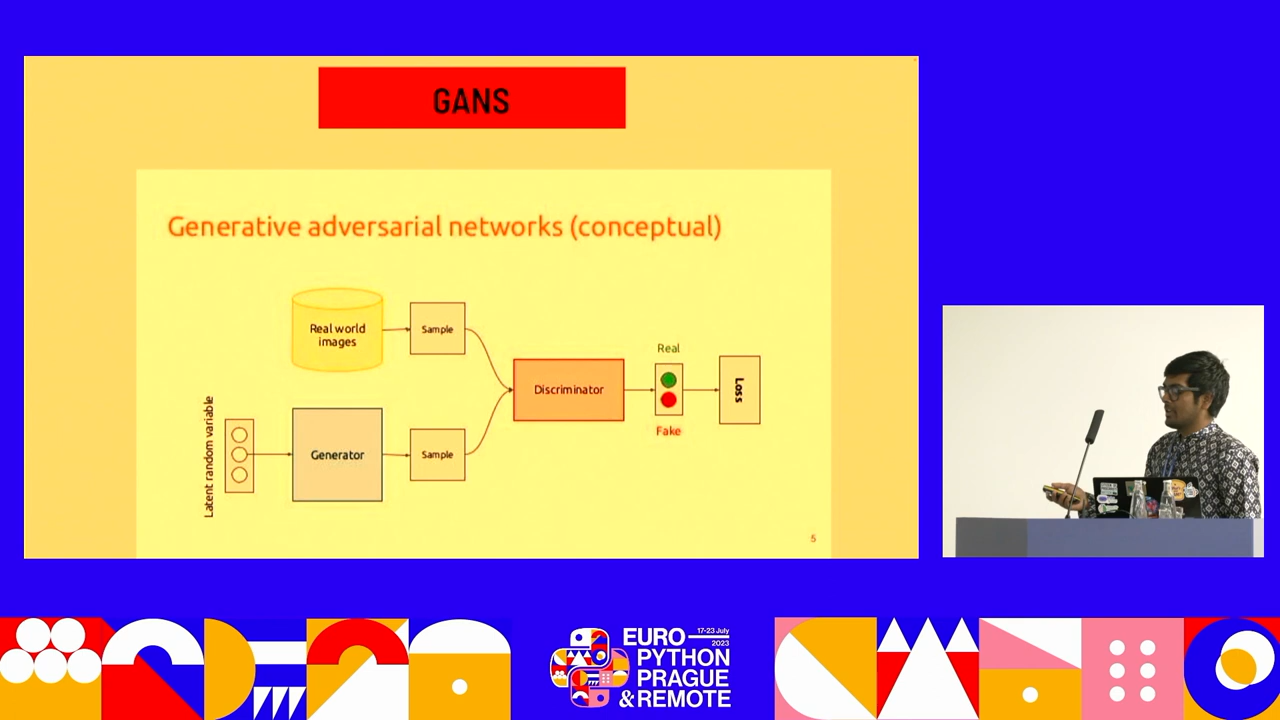 GANS
Generative adversarial networks (conceptual)
Real world
images
Sample
Latent random variable
Generator
Sample
Discriminator
Real
Fake
Loss
5
EURO
17-23 July
2023
PYTHON
PRAGUE
& REMOTE